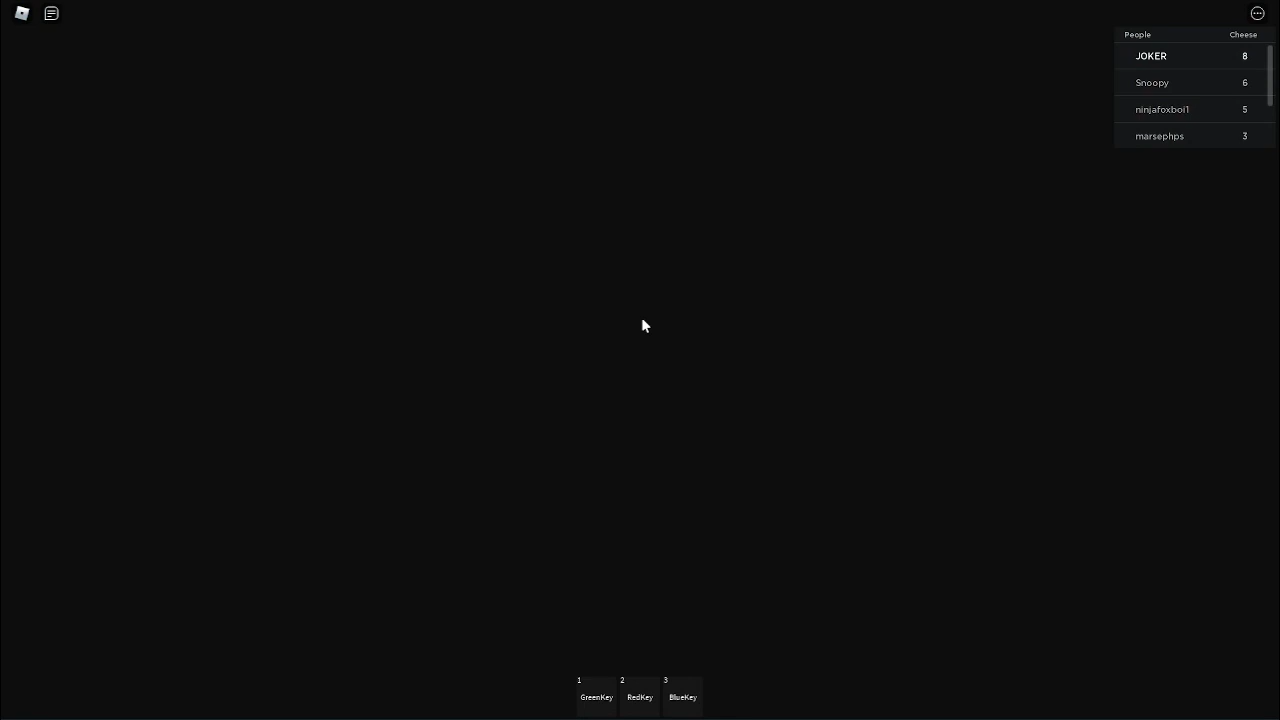 People Cheese
JOKER 8
Snoopy 6
ninjafoxboi1 5
marsephps 3
1 2 3
GreenKey RedKey BlueKey